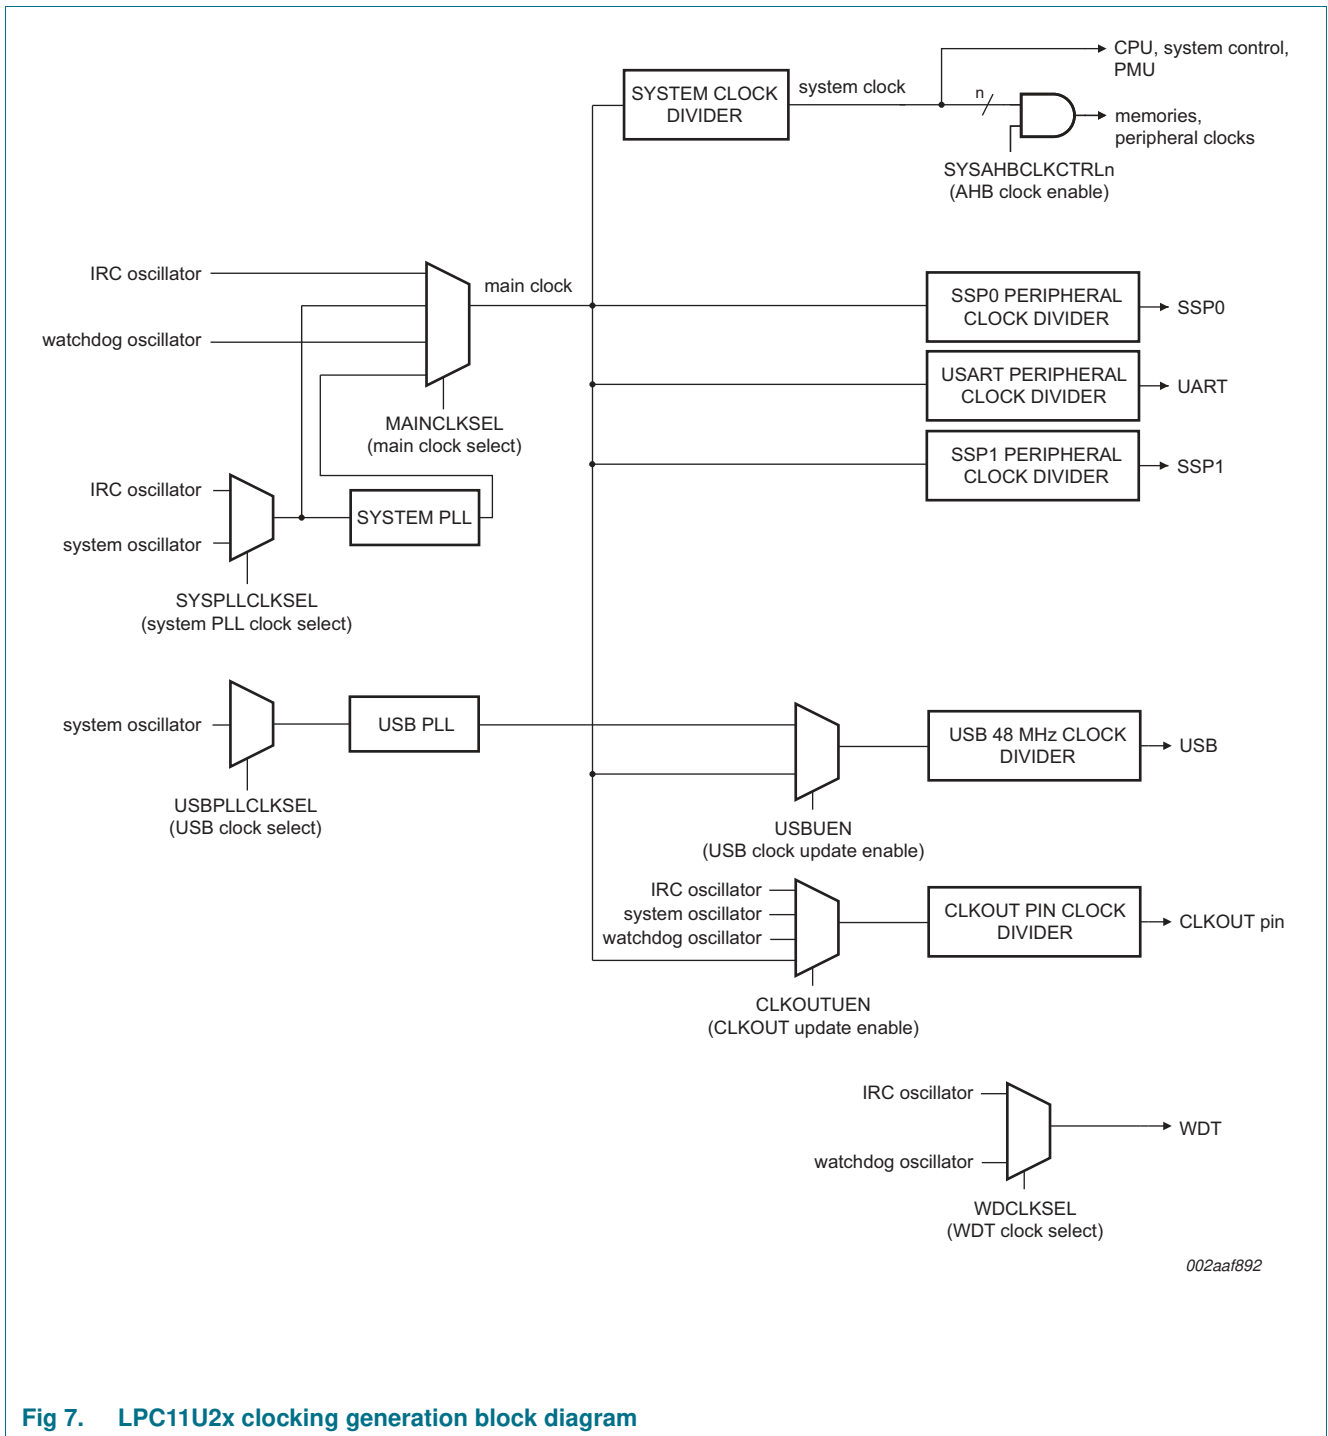 CPU, system control,
PMU
SYSTEM CLOCK
DIVIDER
system clock
n
memories,
peripheral clocks
SYSAHBCLKCTRLn
(AHB clock enable)
IRC oscillator
main clock
watchdog oscillator
MAINCLKSEL
(main clock select)
SSP0 PERIPHERAL
CLOCK DIVIDER
SSP0
USART PERIPHERAL
CLOCK DIVIDER
UART
SSP1 PERIPHERAL
CLOCK DIVIDER
SSP1
IRC oscillator
system oscillator
SYSTEM PLL
SYSPLLCLKSEL
(system PLL clock select)
system oscillator
USB PLL
USBPLLCLKSEL
(USB clock select)
USB 48 MHz CLOCK
DIVIDER
USB
USBUEN
(USB clock update enable)
IRC oscillator
system oscillator
watchdog oscillator
CLKOUT PIN CLOCK
DIVIDER
CLKOUT pin
CLKOUTUEN
(CLKOUT update enable)
IRC oscillator
watchdog oscillator
WDT
WDCLKSEL
(WDT clock select)
002aaf892
Fig 7. LPC11U2x clocking generation block diagram